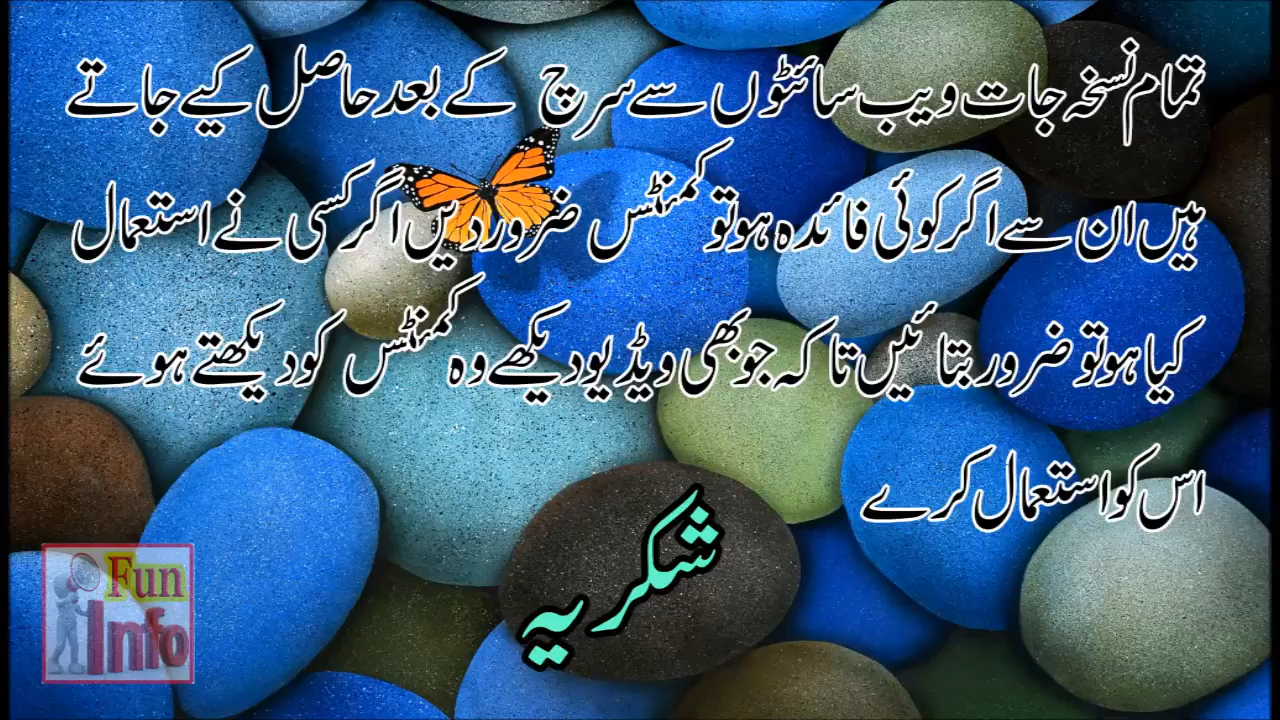 تمام نسخہ جات ویب سائٹوں سے سرچ کے بعد حاصل کیے جاتے
ہیں ان سے اگر کوئی فائدہ ہو تو کمنٹس ضرور دیں اگر کسی نے استعمال
کیا ہو تو ضرور بتائیں تاکہ جو بھی ویڈیو دیکھے وہ کمنٹس کو دیکھتے ہوئے
اس کو استعمال کرے
شکریہ
Fun
Info